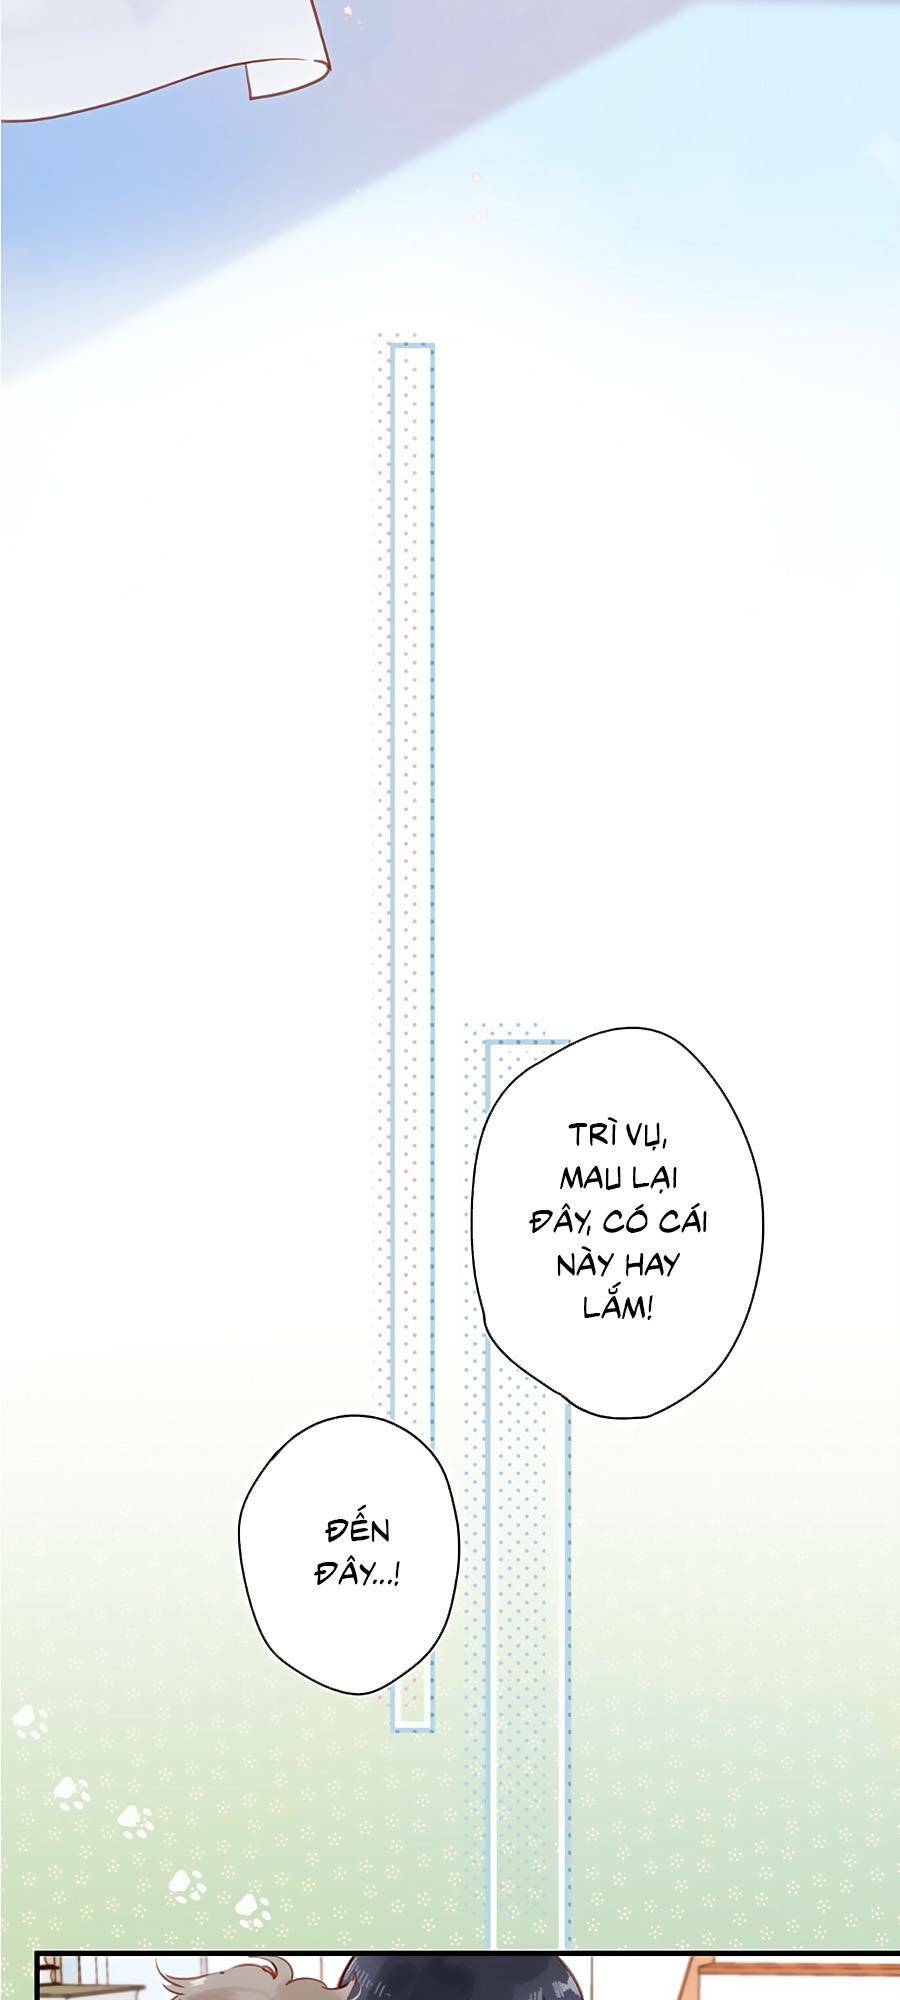 TRÌ VỤ,
MAU LẠI
ĐÂY, CÓ CÁI
NÀY HAY
LẮM!
ĐẾN
ĐÂY...!